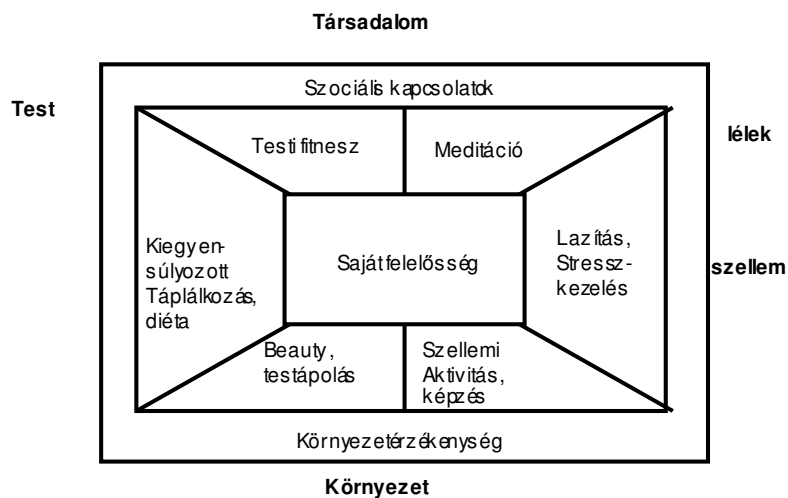 Társadalom
Szociális kapcsolatok
Test
Testi fitnesz
Meditáció
lélek
Kiegyen-
súlyozott
Táplálkozás,
diéta
Saját felelősség
Lazítás,
Stressz-
kezelés
szellem
Beauty,
testápolás
Szellemi
Aktivitás,
képzés
Környezetérzékenység
Környezet